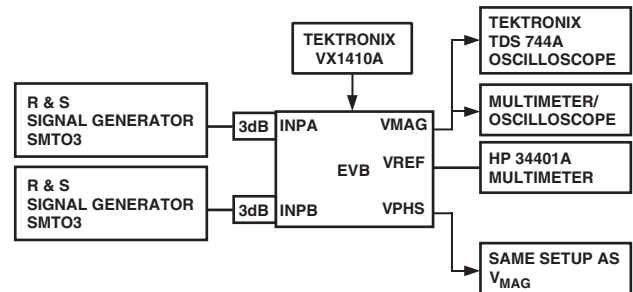 TEKTRONIX
VX1410A
TEKTRONIX
TDS 744A
OSCILLOSCOPE
R & S
SIGNAL GENERATOR
SMTO3
3dB
INPA
VMAG
MULTIMETER/
OSCILLOSCOPE
EVB
VREF
HP 34401A
MULTIMETER
R & S
SIGNAL GENERATOR
SMTO3
3dB
INPB
VPHS
SAME SETUP AS
VMAG